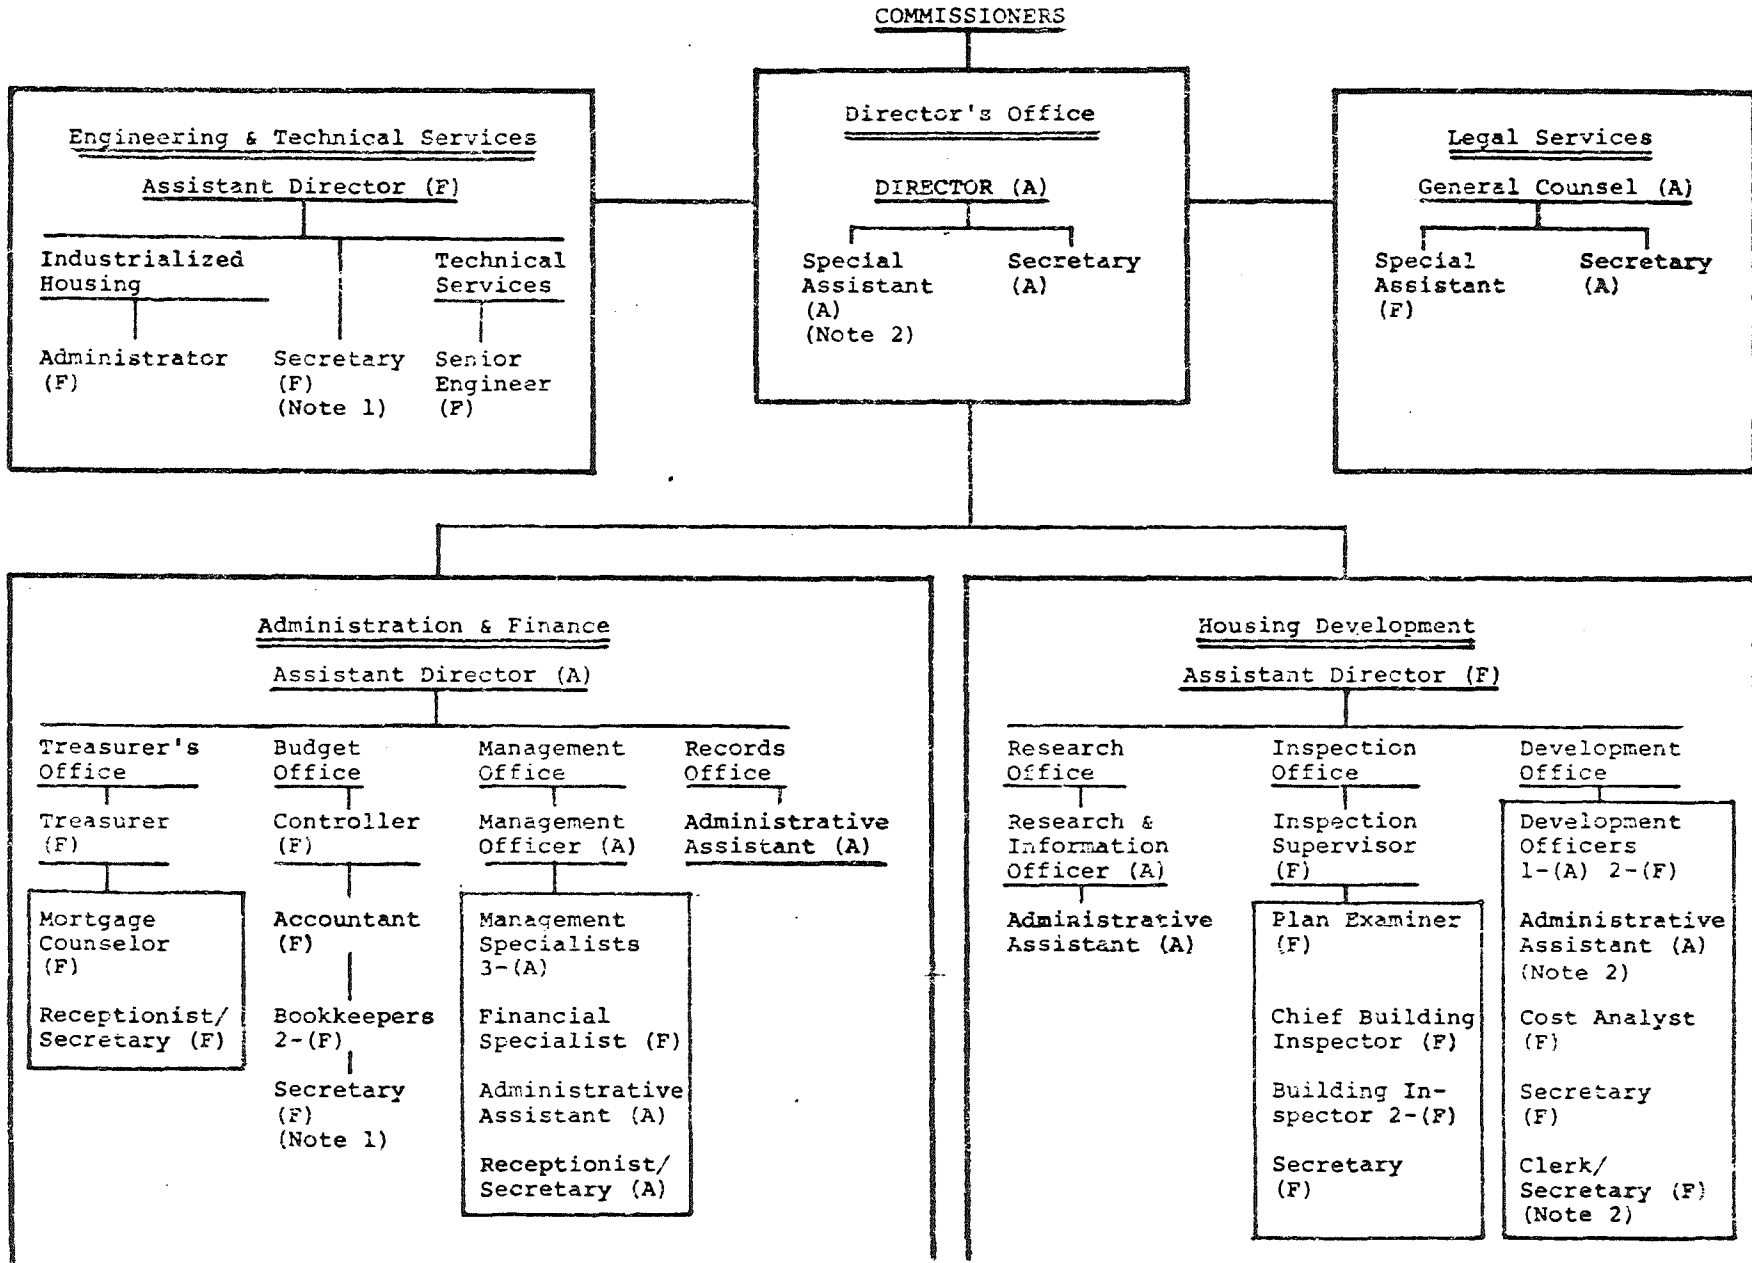 COMMISSIONERS
Engineering & Technical Services
Assistant Director (F)
Industrialized
Housing
Administrator
(F)
Secretary
(F)
(Note 1)
Technical
Services
Senior
Engineer
(F)
Director's Office
DIRECTOR (A)
Special
Assistant
(A)
(Note 2)
Secretary
(A)
Legal Services
General Counsel (A)
Special
Assistant
(F)
Secretary
(A)
Administration & Finance
Assistant Director (A)
Treasurer's
Office
Treasurer
(F)
Mortgage
Counselor
(F)
Receptionist/
Secretary (F)
Budget
Office
Controller
(F)
Accountant
(F)
Bookkeepers
2-(F)
Secretary
(F)
(Note 1)
Management
Office
Management
Officer (A)
Management
Specialists
3-(A)
Financial
Specialist (F)
Administrative
Assistant (A)
Receptionist/
Secretary (A)
Records
Office
Administrative
Assistant (A)
Housing Development
Assistant Director (F)
Research
Office
Research &
Information
Officer (A)
Administrative
Assistant (A)
Inspection
Office
Inspection
Supervisor
(F)
Plan Examiner
(F)
Chief Building
Inspector (F)
Building In-
spector 2-(F)
Secretary
(F)
Development
Office
Development
Officers
1-(A) 2-(F)
Administrative
Assistant (A)
(Note 2)
Cost Analyst
(F)
Secretary
(F)
Clerk/
Secretary (F)
(Note 2)